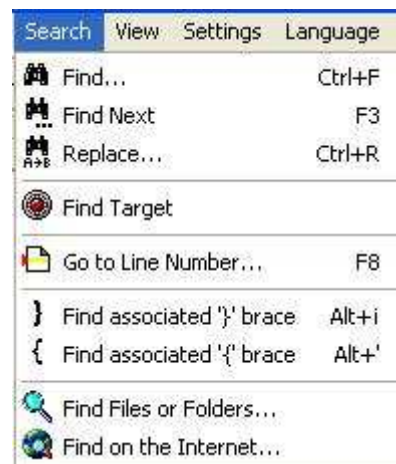 Search View Settings Language
Find... Ctrl+F
Find Next F3
Replace... Ctrl+R
Find Target
Go to Line Number... F8
} Find associated '}' brace Alt+i
{ Find associated '{' brace Alt+'
Find Files or Folders...
Find on the Internet...